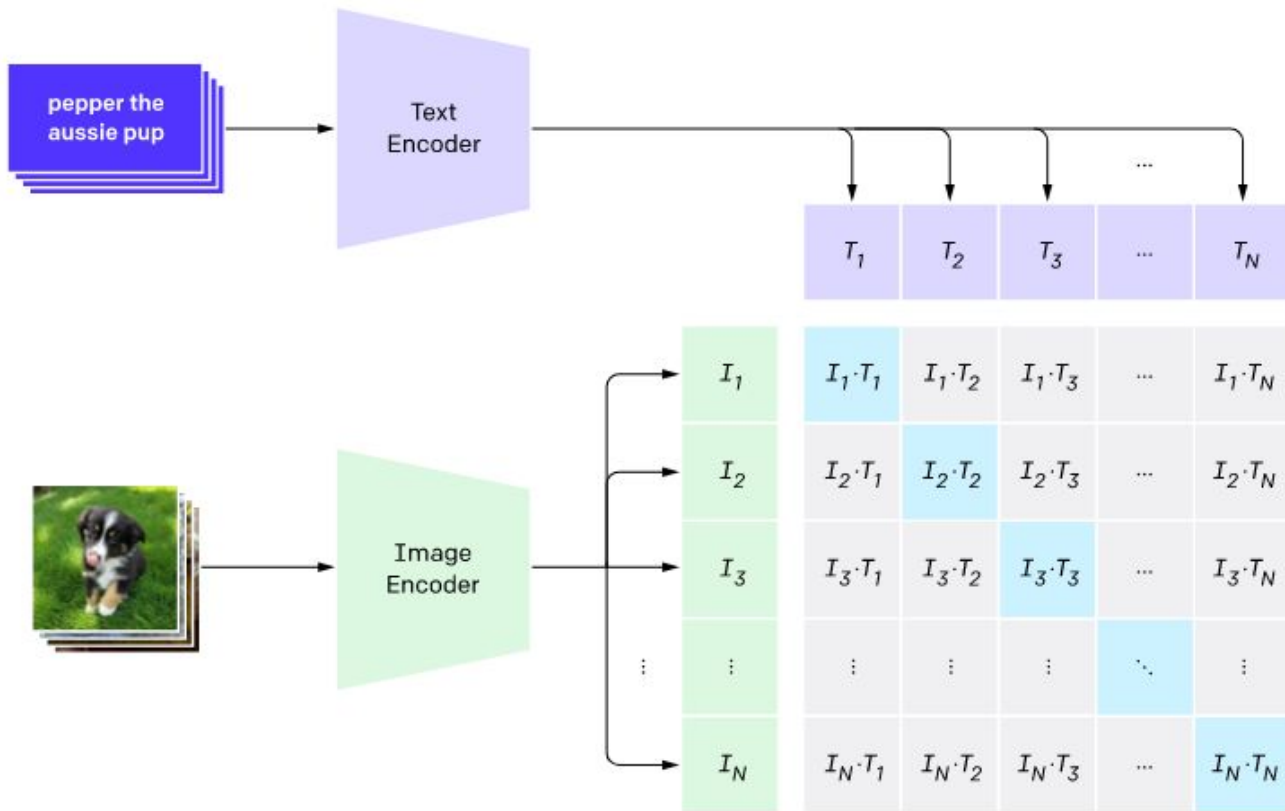 pepper the
aussie pup
Text
Encoder
...
T1 T2 T3 ... TN
I1 I1·T1 I1·T2 I1·T3 ... I1·TN
I2 I2·T1 I2·T2 I2·T3 ... I2·TN
Image
Encoder
I3 I3·T1 I3·T2 I3·T3 ... I3·TN
⋮ ⋮ ⋮ ⋮ ⋮ ⋱ ⋮
IN IN·T1 IN·T2 IN·T3 ... IN·TN